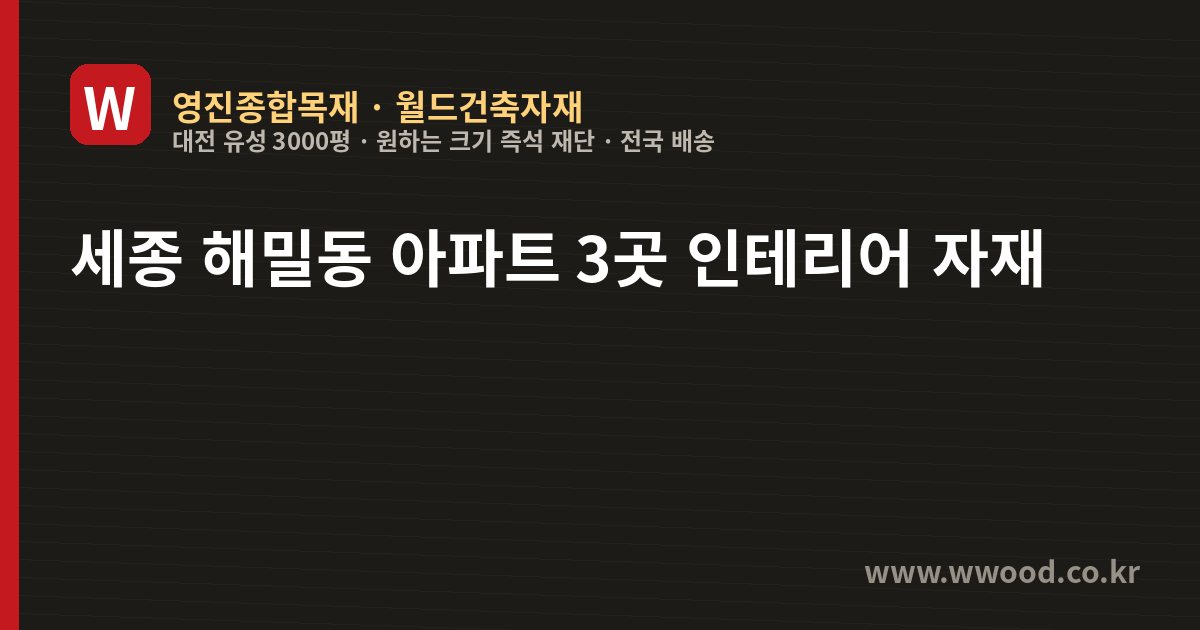 W
영진종합목재 · 월드건축자재
대전 유성 3000평 · 원하는 크기 즉석 재단 · 전국 배송
세종 해밀동 아파트 3곳 인테리어 자재
www.wwood.co.kr